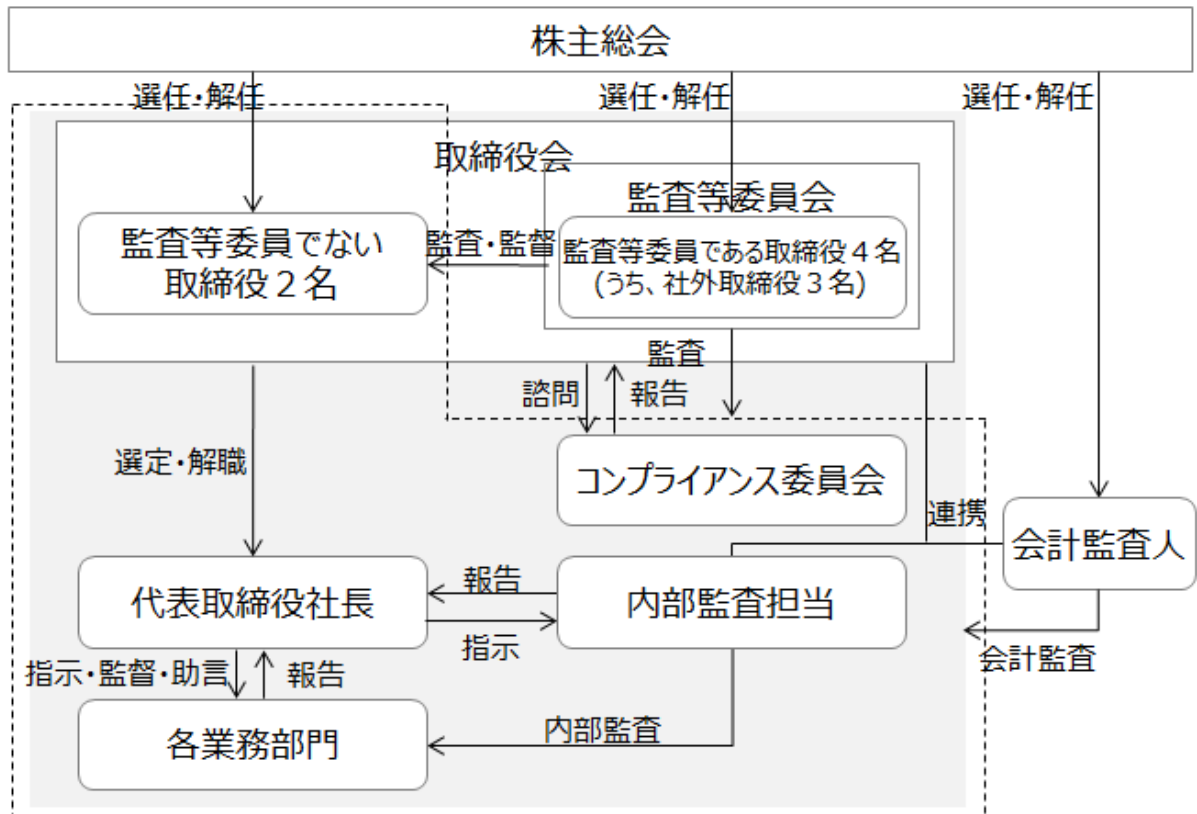 株主総会
選任・解任
選任・解任
選任・解任
取締役会
監査等委員会
監査等委員でない
取締役２名
監査・監督
監査等委員である取締役４名
(うち、社外取締役３名)
監査
諮問
報告
選定・解職
コンプライアンス委員会
連携
会計監査人
代表取締役社長
報告
指示
内部監査担当
会計監査
指示・監督・助言
報告
各業務部門
内部監査